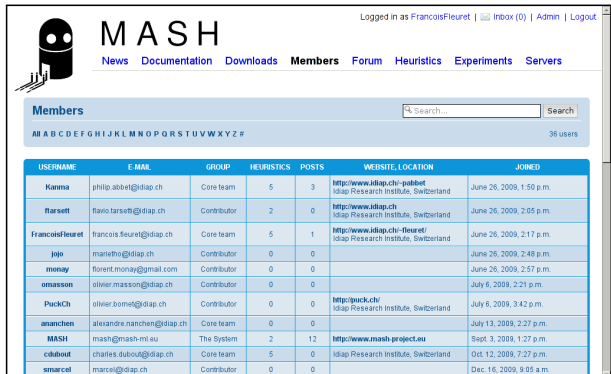 Logged in as FrancoisFleuret | Inbox (0) | Admin | Logout
MASH
News Documentation Downloads Members Forum Heuristics Experiments Servers
Members
Search...
Search
All A B C D E F G H I J K L M N O P Q R S T U V W X Y Z #
36 users
USERNAME E-MAIL GROUP HEURISTICS POSTS WEBSITE, LOCATION JOINED
Kanma philip.abbet@idiap.ch Core team 5 3 http://www.idiap.ch/~pabbet June 26, 2009, 1:50 p.m.
Idiap Research Institute, Switzerland
ftarsett flavio.tarsetti@idiap.ch Contributor 2 0 http://www.idiap.ch June 26, 2009, 2:05 p.m.
Idiap Research Institute, Switzerland
FrancoisFleuret francois.fleuret@idiap.ch Core team 5 1 http://www.idiap.ch/~fleuret/ June 26, 2009, 2:17 p.m.
Idiap Research Institute, Switzerland
jojo marietho@idiap.ch Contributor 0 0 June 26, 2009, 2:48 p.m.
monay florent.monay@gmail.com Contributor 0 0 June 26, 2009, 2:57 p.m.
omasson olivier.masson@idiap.ch Contributor 0 0 July 6, 2009, 2:21 p.m.
PuckCh olivier.bornet@idiap.ch Contributor 0 0 http://puck.ch/ July 6, 2009, 3:42 p.m.
Idiap Research Institute, Switzerland
ananchen alexandre.nanchen@idiap.ch Core team 0 0 July 13, 2009, 2:27 p.m.
MASH mash@mash-ml.eu The System 2 12 http://www.mash-project.eu Sept. 3, 2009, 1:27 p.m.
cdubout charles.dubout@idiap.ch Core team 5 0 Idiap Research Institute, Switzerland Oct. 12, 2009, 7:27 p.m.
smarcel marcel@idiap.ch Contributor 0 0 Dec. 16, 2009, 9:05 a.m.